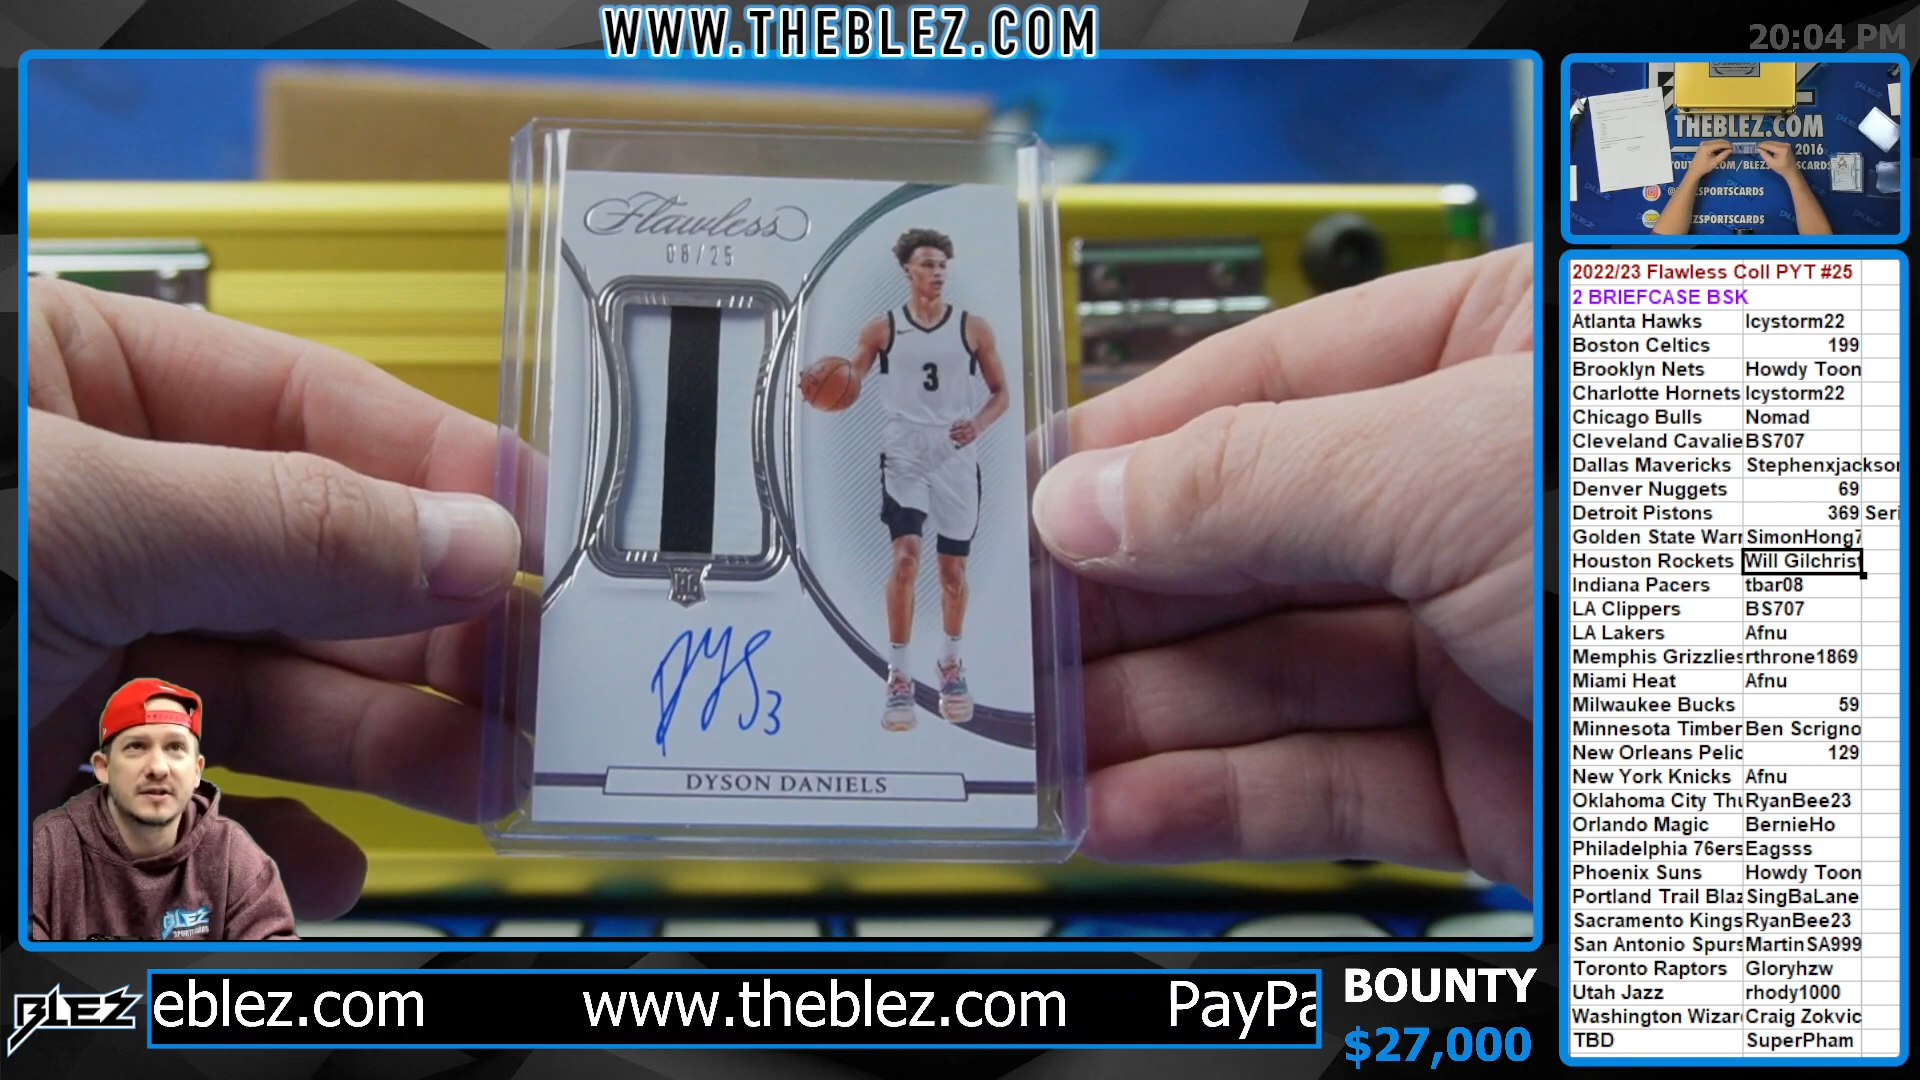 WWW.THEBLEZ.COM
20:04 PM
Flawless
08/25
3
DYS3
DYSON DANIELS
THEBLEZ.COM
2016
SPORTCARDS
2022/23 Flawless Coll PYT #25
2 BRIEFCASE BSK
Atlanta Hawks Icystorm22
Boston Celtics 199
Brooklyn Nets Howdy Toon
Charlotte Hornets Icystorm22
Chicago Bulls Nomad
Cleveland Cavalie BS707
Dallas Mavericks Stephenxjackson
Denver Nuggets 69
Detroit Pistons 369 Seri
Golden State Warr SimonHong7
Houston Rockets Will Gilchrist
Indiana Pacers tbar08
LA Clippers BS707
LA Lakers Afnu
Memphis Grizzlies rthrone1869
Miami Heat Afnu
Milwaukee Bucks 59
Minnesota Timber Ben Scrigno
New Orleans Pelic 129
New York Knicks Afnu
Oklahoma City Thu RyanBee23
Orlando Magic BernieHo
Philadelphia 76ers Eagsss
Phoenix Suns Howdy Toon
Portland Trail Blaz SingBaLane
Sacramento Kings RyanBee23
San Antonio Spurs MartinSA999
Toronto Raptors Gloryhzw
Utah Jazz rhody1000
Washington Wizar Craig Zokvic
TBD SuperPham
BLEZ
BLEZ
eblez.com www.theblez.com PayPa
BOUNTY
$27,000